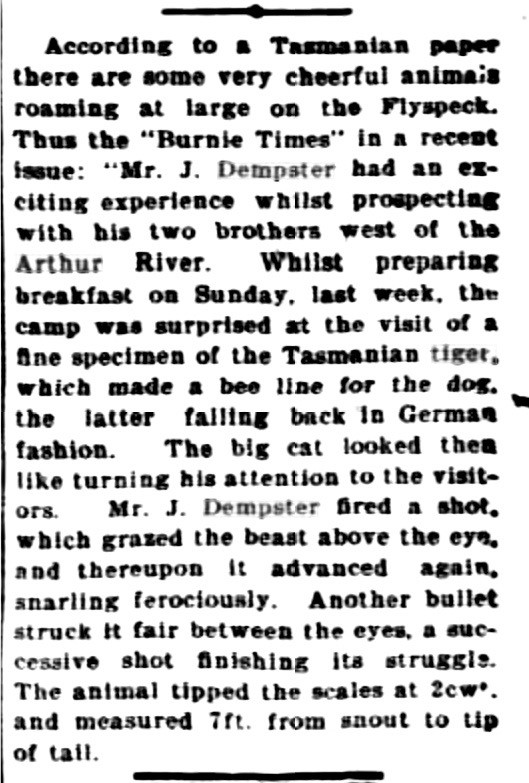 According to a Tasmanian paper
there are some very cheerful animals
roaming at large on the Flyspeck.
Thus the "Burnie Times" in a recent
issue: "Mr. J. Dempster had an ex-
citing experience whilst prospecting
with his two brothers west of the
Arthur River. Whilst preparing
breakfast on Sunday, last week, the
camp was surprised at the visit of a
fine specimen of the Tasmanian tiger,
which made a bee line for the dog,
the latter falling back in German
fashion. The big cat looked then
like turning his attention to the visit-
ors. Mr. J. Dempster fired a shot,
which grazed the beast above the eye,
and thereupon it advanced again,
snarling ferociously. Another bullet
struck it fair between the eyes, a suc-
cessive shot finishing its struggle.
The animal tipped the scales at 2cwt.
and measured 7ft. from snout to tip
of tail.